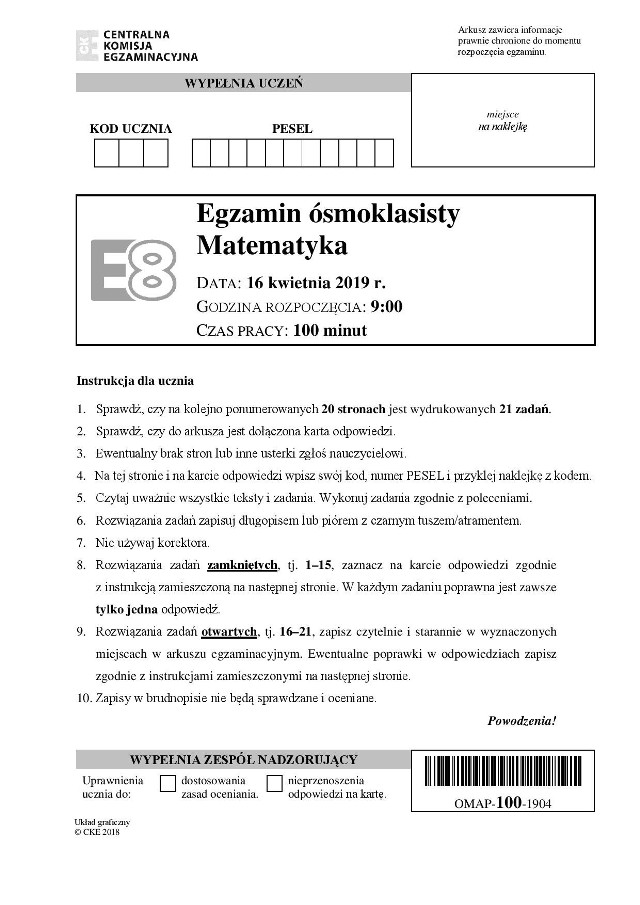 CENTRALNA
KOMISJA
EGZAMINACYJNA
Arkusz zawiera informacje
prawnie chronione do momentu
rozpoczęcia egzaminu.
WYPEŁNIA UCZEŃ
KOD UCZNIA
PESEL
miejsce
na naklejkę
E8
Egzamin ósmoklasisty
Matematyka
DATA: 16 kwietnia 2019 r.
GODZINA ROZPOCZĘCIA: 9:00
CZAS PRACY: 100 minut
Instrukcja dla ucznia
1. Sprawdź, czy na kolejno ponumerowanych 20 stronach jest wydrukowanych 21 zadań.
2. Sprawdź, czy do arkusza jest dołączona karta odpowiedzi.
3. Ewentualny brak stron lub inne usterki zgłoś nauczycielowi.
4. Na tej stronie i na karcie odpowiedzi wpisz swój kod, numer PESEL i przyklej naklejkę z kodem.
5. Czytaj uważnie wszystkie teksty i zadania. Wykonuj zadania zgodnie z poleceniami.
6. Rozwiązania zadań zapisuj długopisem lub piórem z czarnym tuszem/atramentem.
7. Nie używaj korektora.
8. Rozwiązania zadań zamkniętych, tj. 1–15, zaznacz na karcie odpowiedzi zgodnie
z instrukcją zamieszczoną na następnej stronie. W każdym zadaniu poprawna jest zawsze
tylko jedna odpowiedź.
9. Rozwiązania zadań otwartych, tj. 16–21, zapisz czytelnie i starannie w wyznaczonych
miejscach w arkuszu egzaminacyjnym. Ewentualne poprawki w odpowiedziach zapisz
zgodnie z instrukcjami zamieszczonymi na następnej stronie.
10. Zapisy w brudnopisie nie będą sprawdzane i oceniane.
Powodzenia!
WYPEŁNIA ZESPÓŁ NADZORUJĄCY
Uprawnienia
ucznia do:
dostosowania
zasad oceniania.
nieprzenoszenia
odpowiedzi na kartę.
OMAP-100-1904
Układ graficzny
© CKE 2018